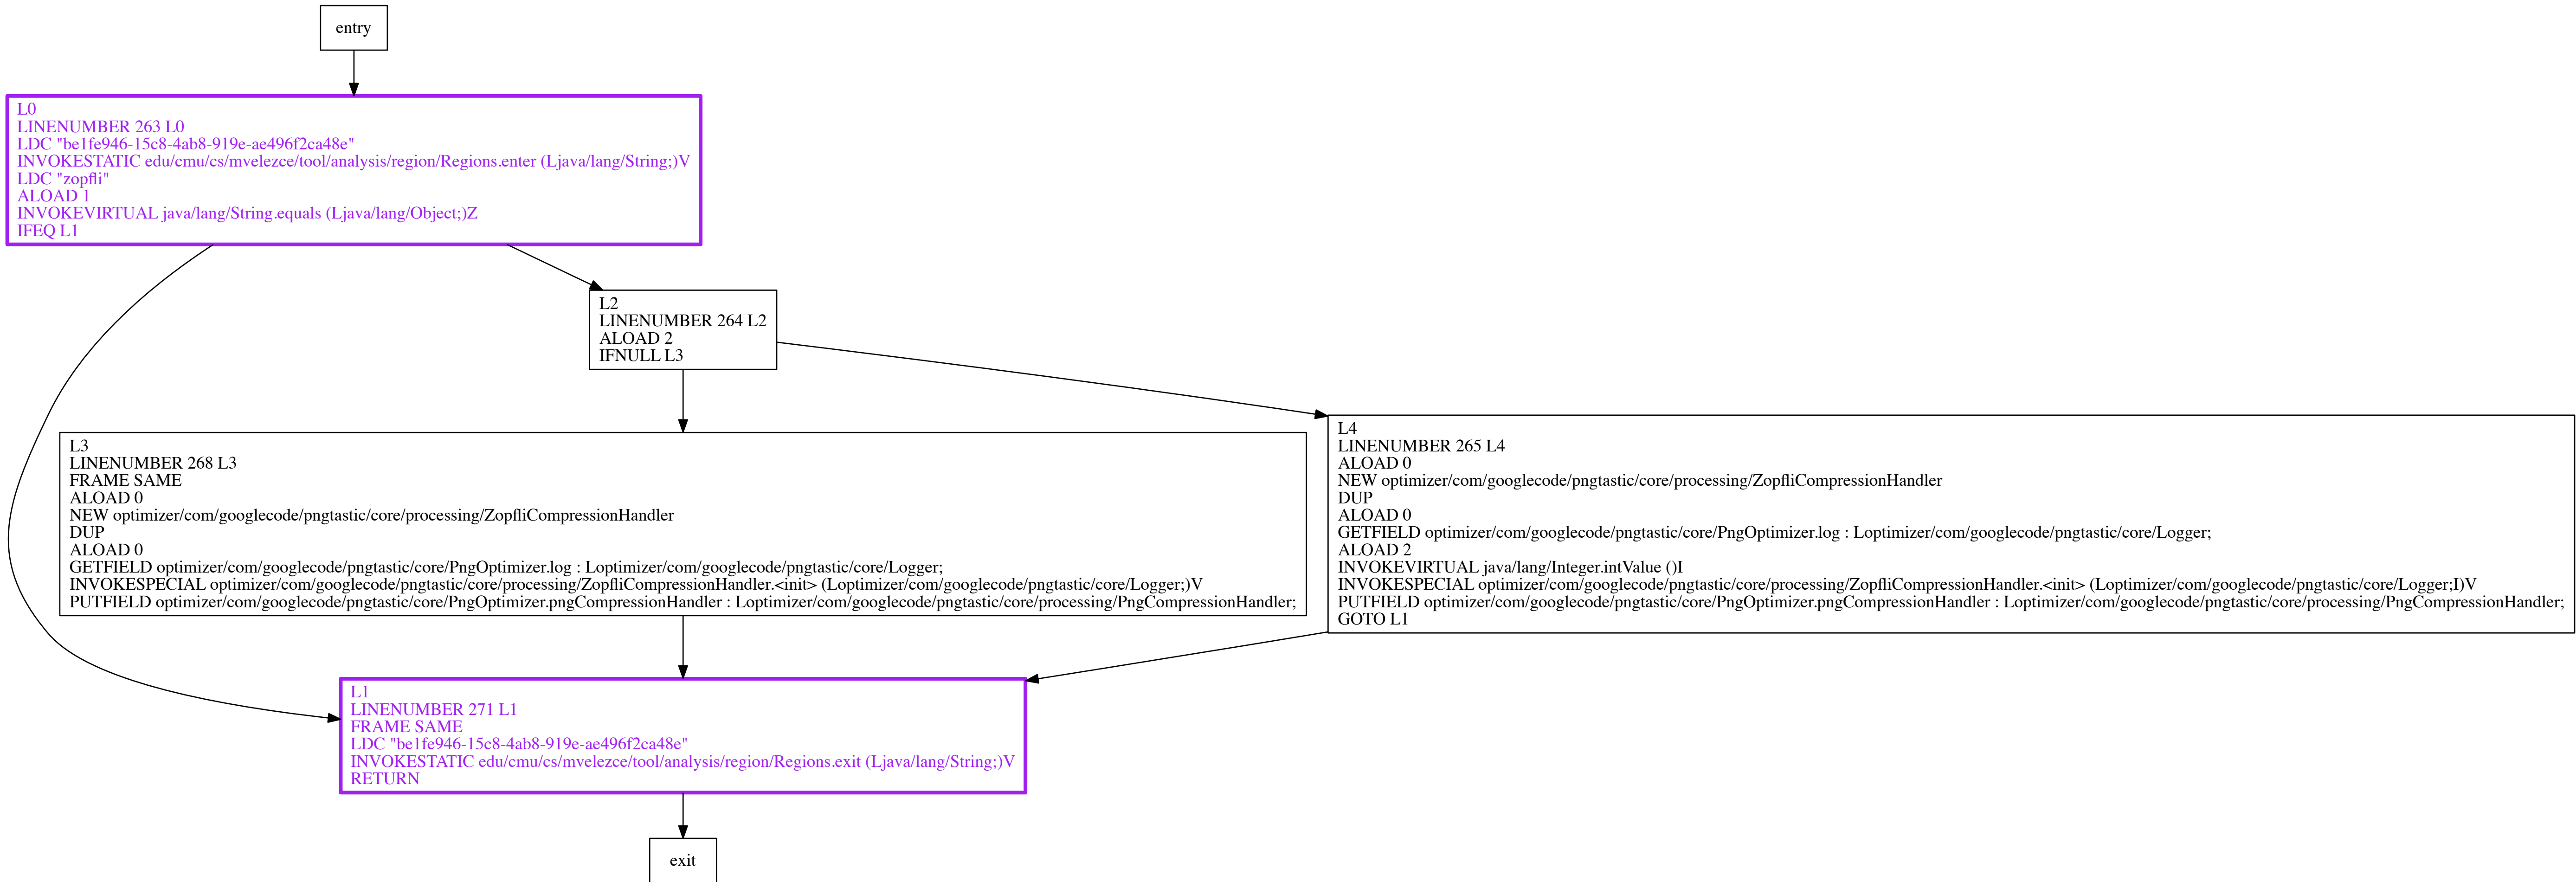 entry
L0
LINENUMBER 263 L0
LDC "be1fe946-15c8-4ab8-919e-ae496f2ca48e"
INVOKESTATIC edu/cmu/cs/mvelezce/tool/analysis/region/Regions.enter (Ljava/lang/String;)V
LDC "zopfli"
ALOAD 1
INVOKEVIRTUAL java/lang/String.equals (Ljava/lang/Object;)Z
IFEQ L1
L2
LINENUMBER 264 L2
ALOAD 2
IFNULL L3
L3
LINENUMBER 268 L3
FRAME SAME
ALOAD 0
NEW optimizer/com/googlecode/pngtastic/core/processing/ZopfliCompressionHandler
DUP
ALOAD 0
GETFIELD optimizer/com/googlecode/pngtastic/core/PngOptimizer.log : Loptimizer/com/googlecode/pngtastic/core/Logger;
INVOKESPECIAL optimizer/com/googlecode/pngtastic/core/processing/ZopfliCompressionHandler.<init> (Loptimizer/com/googlecode/pngtastic/core/Logger;)V
PUTFIELD optimizer/com/googlecode/pngtastic/core/PngOptimizer.pngCompressionHandler : Loptimizer/com/googlecode/pngtastic/core/processing/PngCompressionHandler;
L4
LINENUMBER 265 L4
ALOAD 0
NEW optimizer/com/googlecode/pngtastic/core/processing/ZopfliCompressionHandler
DUP
ALOAD 0
GETFIELD optimizer/com/googlecode/pngtastic/core/PngOptimizer.log : Loptimizer/com/googlecode/pngtastic/core/Logger;
ALOAD 2
INVOKEVIRTUAL java/lang/Integer.intValue ()I
INVOKESPECIAL optimizer/com/googlecode/pngtastic/core/processing/ZopfliCompressionHandler.<init> (Loptimizer/com/googlecode/pngtastic/core/Logger;I)V
PUTFIELD optimizer/com/googlecode/pngtastic/core/PngOptimizer.pngCompressionHandler : Loptimizer/com/googlecode/pngtastic/core/processing/PngCompressionHandler;
GOTO L1
L1
LINENUMBER 271 L1
FRAME SAME
LDC "be1fe946-15c8-4ab8-919e-ae496f2ca48e"
INVOKESTATIC edu/cmu/cs/mvelezce/tool/analysis/region/Regions.exit (Ljava/lang/String;)V
RETURN
exit